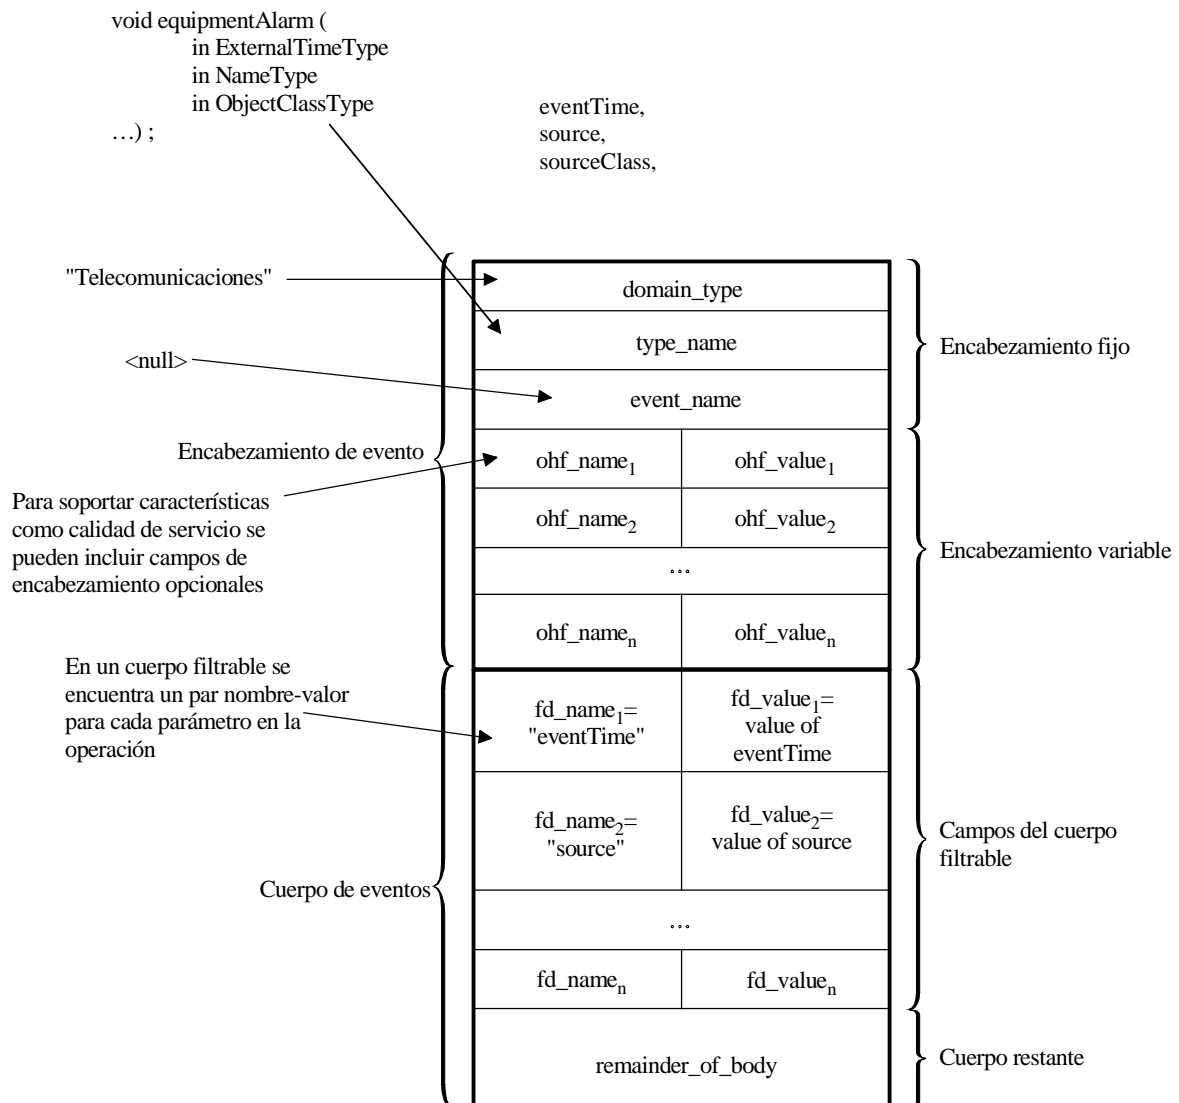 void equipmentAlarm (
in ExternalTimeType
in NameType
in ObjectClassType
…) ;
eventTime,
source,
sourceClass,
"Telecomunicaciones"
domain_type
type_name
Encabezamiento fijo
<null>
event_name
Encabezamiento de evento
ohf_name1
ohf_value1
Para soportar características
como calidad de servicio se
pueden incluir campos de
encabezamiento opcionales
ohf_name2
ohf_value2
Encabezamiento variable
...
ohf_namen
ohf_valuen
En un cuerpo filtrable se
encuentra un par nombre-valor
para cada parámetro en la
operación
fd_name1=
"eventTime"
fd_value1=
value of
eventTime
fd_name2=
"source"
fd_value2=
value of source
Campos del cuerpo
filtrable
Cuerpo de eventos
...
fd_namen
fd_valuen
remainder_of_body
Cuerpo restante